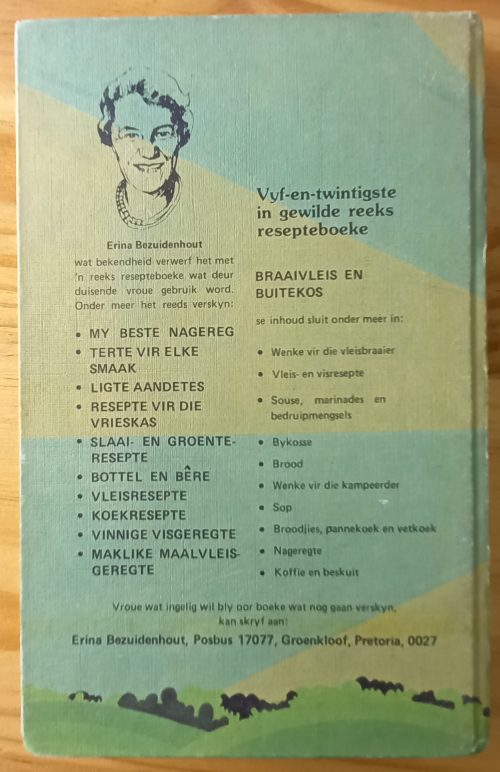 Erina Bezuidenhout
wat bekendheid verwerf het met
'n reeks resepteboeke wat deur
duisende vroue gebruik word.
Onder meer het reeds verskyn:
• MY BESTE NAGEREG
• TERTE VIR ELKE
SMAAK
• LIGTE AANDETES
• RESEPTE VIR DIE
VRIESKAS
• SLAAI- EN GROENTE-
RESEPTE
• BOTTEL EN BÊRE
• VLEISRESEPTE
• KOEKRESEPTE
• VINNIGE VISGEREGTE
• MAKLIKE MAALVLEIS-
GEREGTE
Vyf-en-twintigste
in gewilde reeks
resepteboeke
BRAAIVLEIS EN
BUITEKOS
se inhoud sluit onder meer in:
• Wenke vir die vleisbraaier
• Vleis- en visresepte
• Souse, marinades en
bedruipmengsels
• Bykosse
• Brood
• Wenke vir die kampeerder
• Sop
• Broodjies, pannekoek en vetkoek
• Nageregte
• Koffie en beskuit
Vroue wat ingelig wil bly oor boeke wat nog gaan verskyn,
kan skryf aan:
Erina Bezuidenhout, Posbus 17077, Groenkloof, Pretoria, 0027